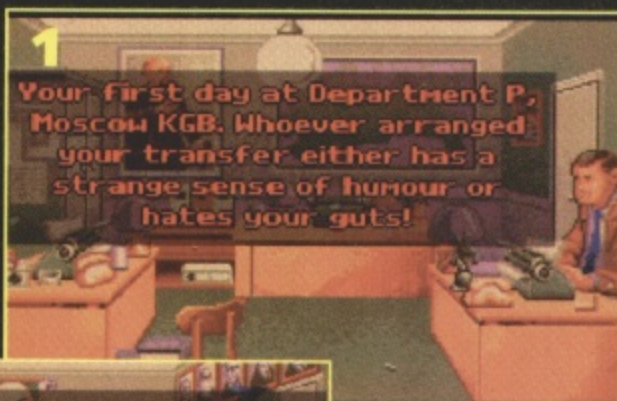 1
Your first day at Department P,
Moscow KGB. Whoever arranged
your transfer either has a
strange sense of humour or
hates your guts!